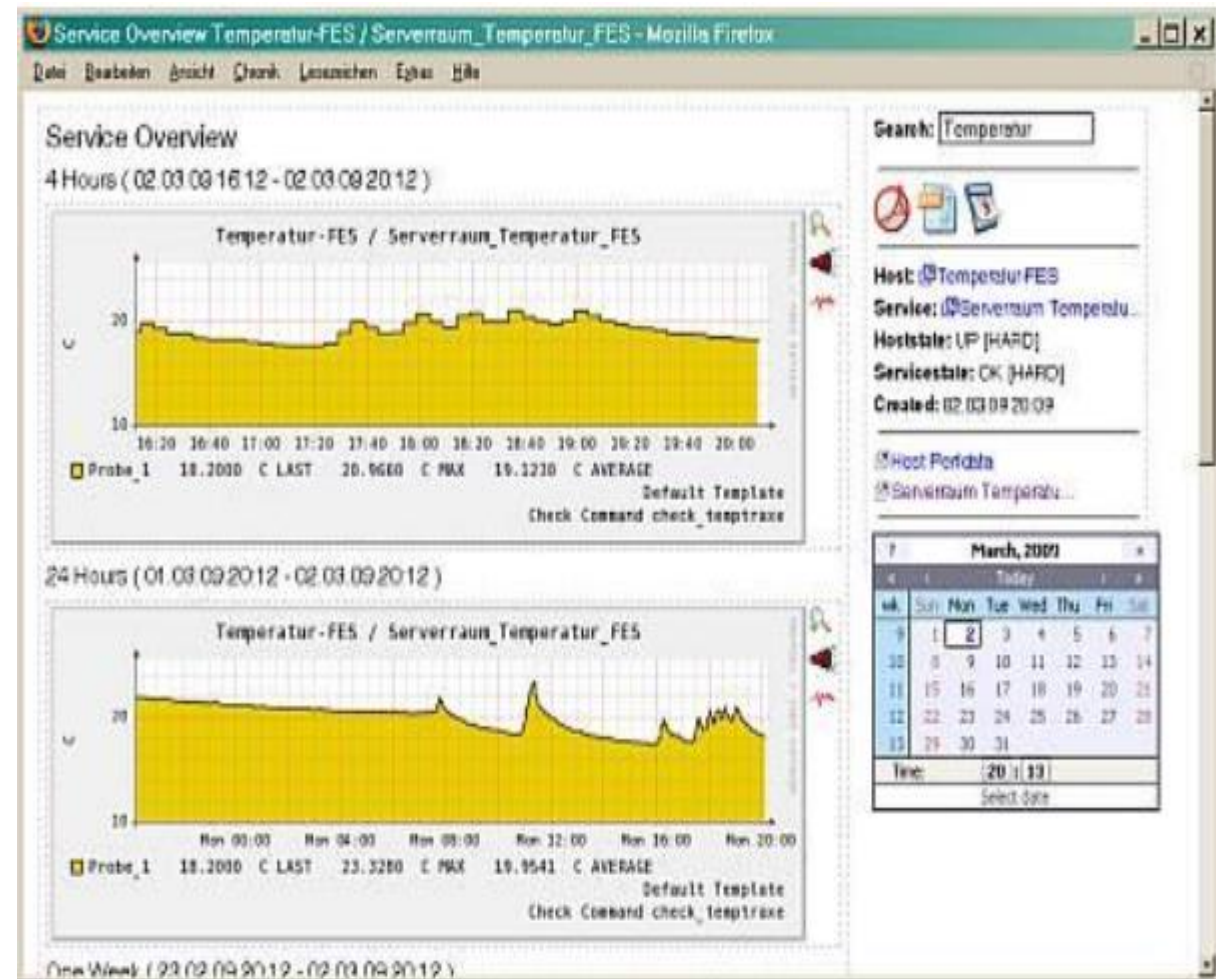 Service Overview Temperatur-FES / Serverraum_Temperatur_FES - Mozilla Firefox
Datei Bearbeiten Ansicht Chronik Lesezeichen Extras Hilfe
Service Overview
4 Hours ( 02.03.09 16:12 - 02.03.09 20:12 )
Temperatur-FES / Serverraum_Temperatur_FES
C
20
10
16:20 16:40 17:00 17:20 17:40 18:00 18:20 18:40 19:00 19:20 19:40 20:00
Probe_1 18.2000 C LAST 20.9660 C MAX 19.1230 C AVERAGE
Default Template
Check Command check_temptraxe
24 Hours ( 01.03.09 20:12 - 02.03.09 20:12 )
Temperatur-FES / Serverraum_Temperatur_FES
C
20
10
Mon 00:00 Mon 04:00 Mon 08:00 Mon 12:00 Mon 16:00 Mon 20:00
Probe_1 18.2000 C LAST 23.3280 C MAX 19.9541 C AVERAGE
Default Template
Check Command check_temptraxe
One Week ( 23.02.09 20:12 - 02.03.09 20:12 )
Search: Temperatur
Host: Temperatur-FES
Service: Serverraum Temperatu...
Hoststate: UP [HARD]
Servicestate: OK [HARD]
Created: 02.03.09 20:09
Host Perfdata
Serverraum Temperatu...
? March, 2009 ×
« ‹ Today › »
wk Sun Mon Tue Wed Thu Fri Sat
9 1 2 3 4 5 6 7
10 8 9 10 11 12 13 14
11 15 16 17 18 19 20 21
12 22 23 24 25 26 27 28
13 29 30 31
Time: 20 : 13
Select date